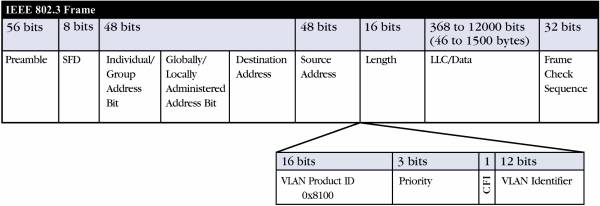 IEEE 802.3 Frame
56 bits 8 bits 48 bits 48 bits 16 bits 368 to 12000 bits 32 bits
(46 to 1500 bytes)
Preamble SFD Individual/ Globally/ Destination Source Length LLC/Data Frame
Group Locally Address Address Check
Address Administered Sequence
Bit Address Bit
16 bits 3 bits 1 12 bits
VLAN Product ID Priority CFI VLAN Identifier
0x8100